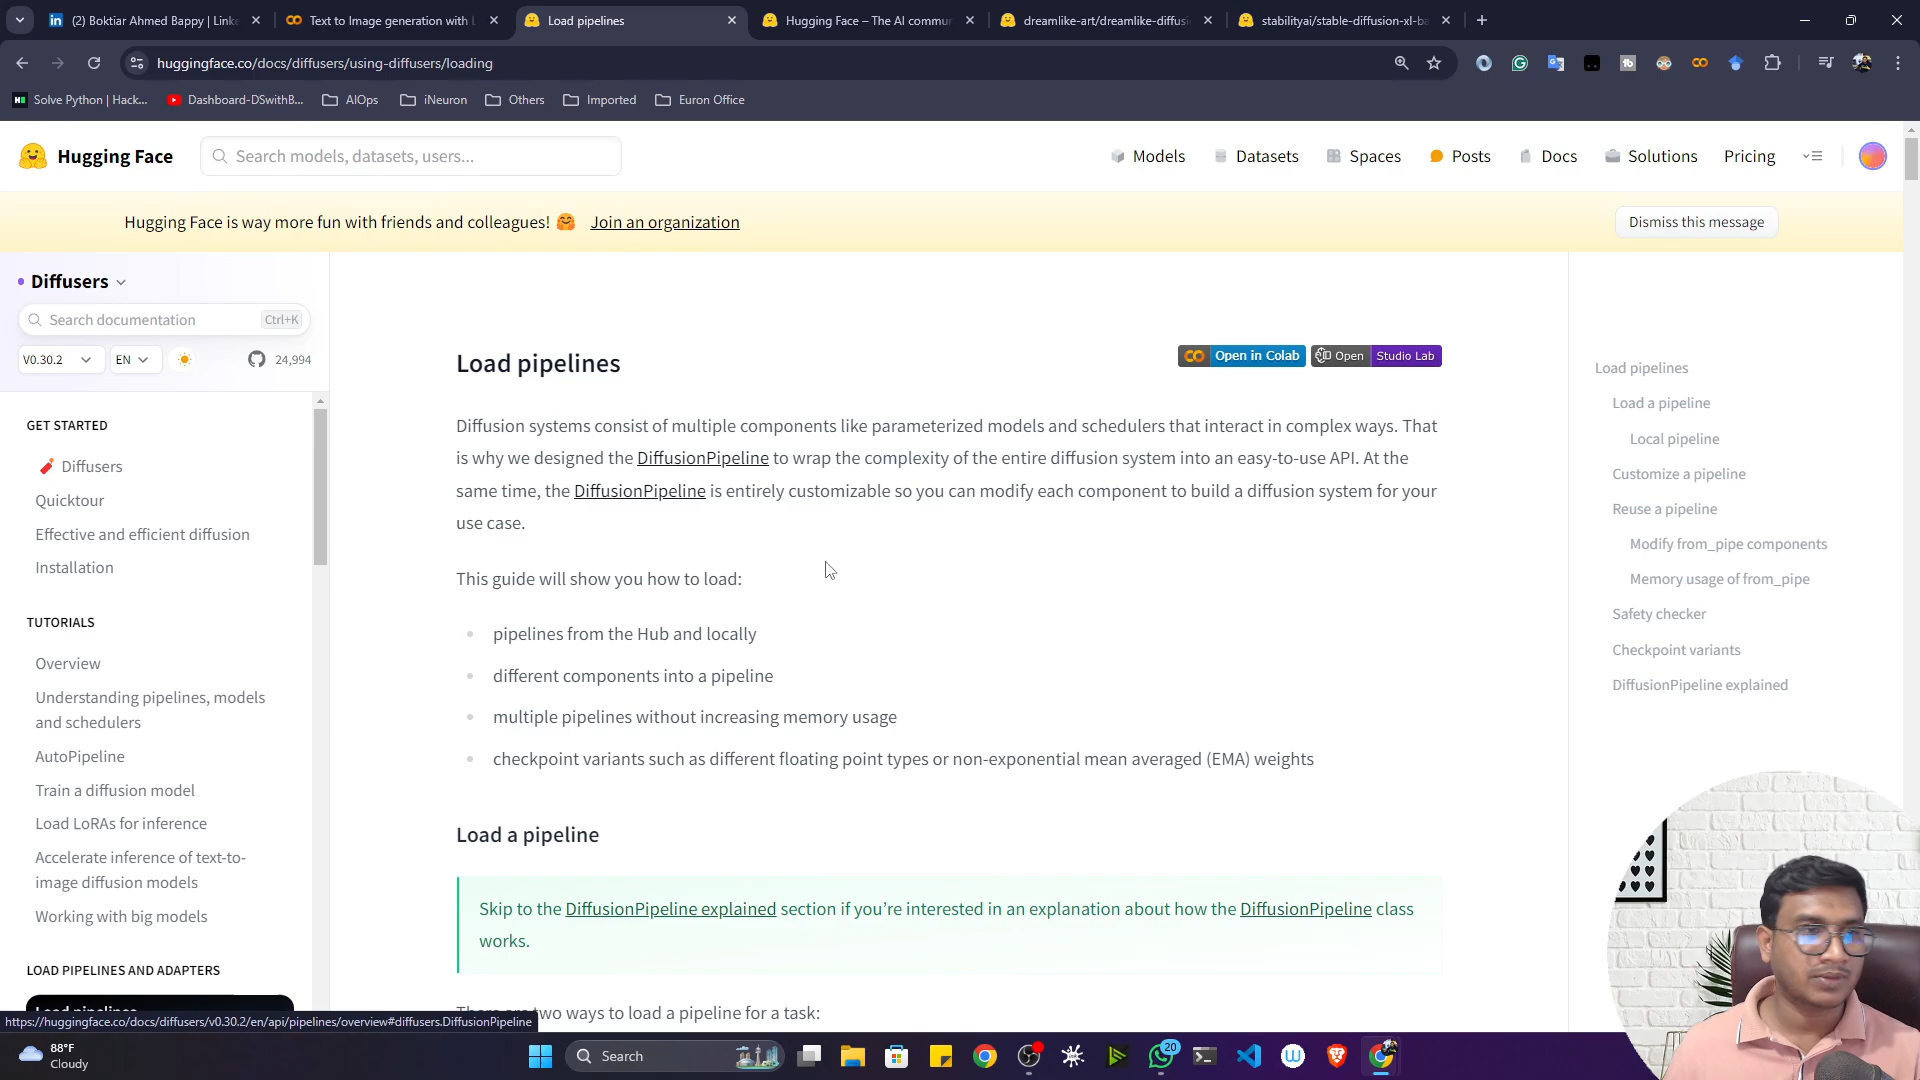 (2) Boktiar Ahmed Bappy | Linke
Text to Image generation with L
Load pipelines
Hugging Face – The AI commun
dreamlike-art/dreamlike-diffusi
stabilityai/stable-diffusion-xl-ba
huggingface.co/docs/diffusers/using-diffusers/loading
Solve Python | Hack...
Dashboard-DSwithB...
AIOps
iNeuron
Others
Imported
Euron Office
Hugging Face
Search models, datasets, users...
Models
Datasets
Spaces
Posts
Docs
Solutions
Pricing
Hugging Face is way more fun with friends and colleagues! 🤗 Join an organization
Dismiss this message
Diffusers
Search documentation
Ctrl+K
V0.30.2
EN
24,994
GET STARTED
🧨 Diffusers
Quicktour
Effective and efficient diffusion
Installation
TUTORIALS
Overview
Understanding pipelines, models
and schedulers
AutoPipeline
Train a diffusion model
Load LoRAs for inference
Accelerate inference of text-to-
image diffusion models
Working with big models
LOAD PIPELINES AND ADAPTERS
Load pipelines
Open in Colab
Open Studio Lab
Diffusion systems consist of multiple components like parameterized models and schedulers that interact in complex ways. That
is why we designed the DiffusionPipeline to wrap the complexity of the entire diffusion system into an easy-to-use API. At the
same time, the DiffusionPipeline is entirely customizable so you can modify each component to build a diffusion system for your
use case.
This guide will show you how to load:
pipelines from the Hub and locally
different components into a pipeline
multiple pipelines without increasing memory usage
checkpoint variants such as different floating point types or non-exponential mean averaged (EMA) weights
Load a pipeline
Skip to the DiffusionPipeline explained section if you're interested in an explanation about how the DiffusionPipeline class
works.
There are two ways to load a pipeline for a task:
Load pipelines
Load a pipeline
Local pipeline
Customize a pipeline
Reuse a pipeline
Modify from_pipe components
Memory usage of from_pipe
Safety checker
Checkpoint variants
DiffusionPipeline explained
https://huggingface.co/docs/diffusers/v0.30.2/en/api/pipelines/overview#diffusers.DiffusionPipeline
88°F
Cloudy
Search
20